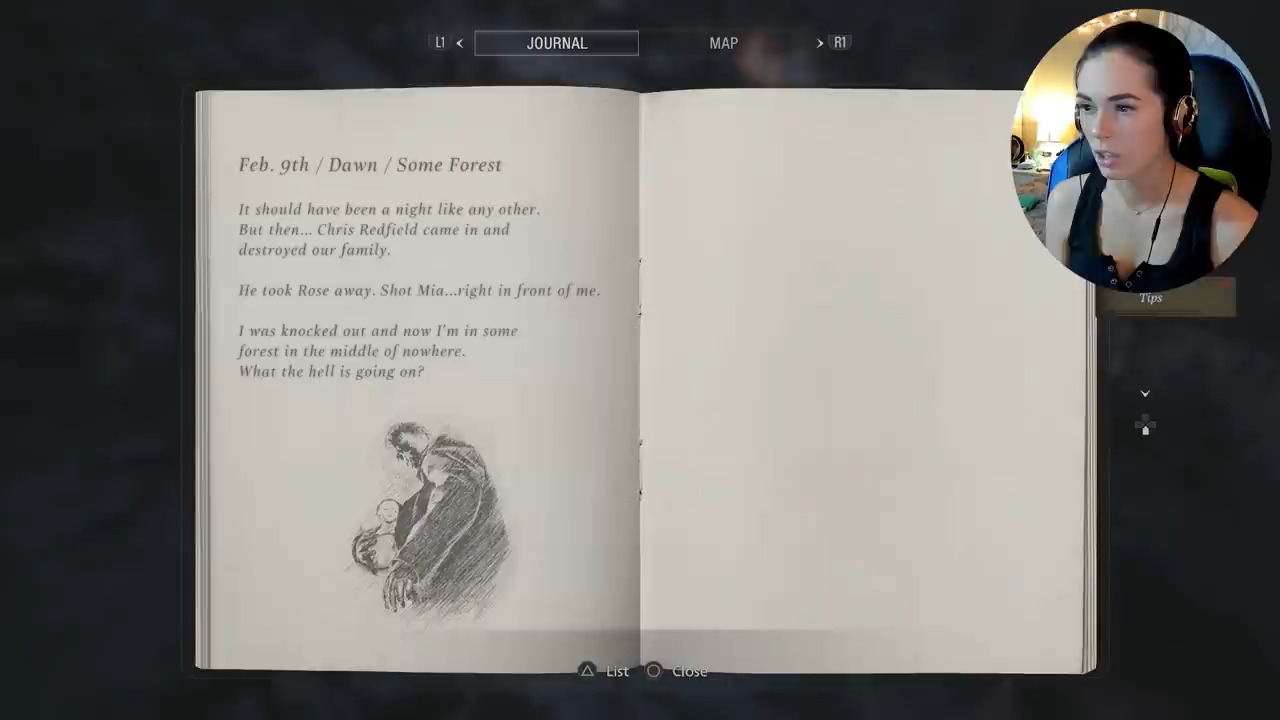 L1
JOURNAL
MAP
R1
Feb. 9th / Dawn / Some Forest
It should have been a night like any other.
But then... Chris Redfield came in and
destroyed our family.
He took Rose away. Shot Mia...right in front of me.
I was knocked out and now I'm in some
forest in the middle of nowhere.
What the hell is going on?
Tips
List
Close